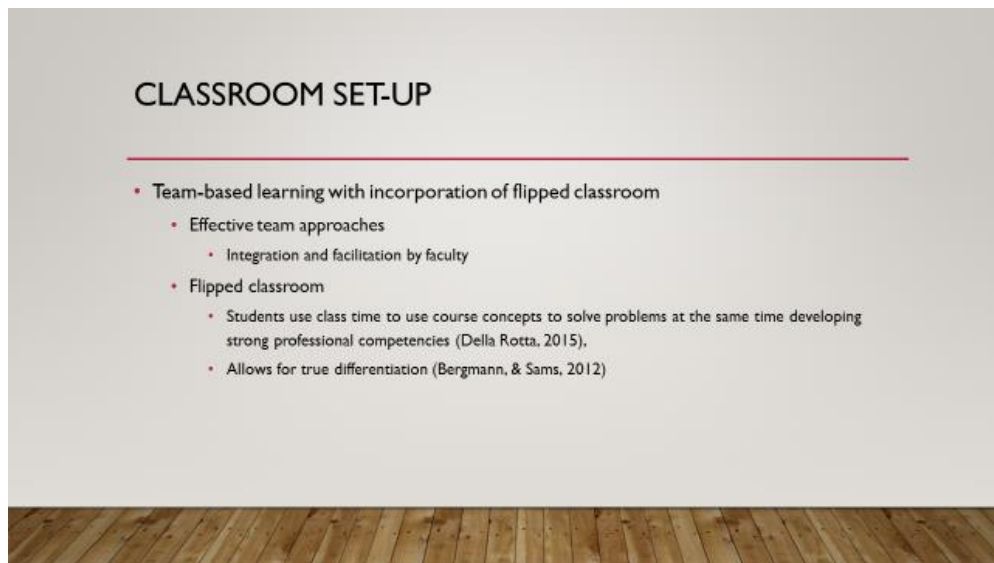 CLASSROOM SET-UP
• Team-based learning with incorporation of flipped classroom
• Effective team approaches
• Integration and facilitation by faculty
• Flipped classroom
• Students use class time to use course concepts to solve problems at the same time developing
strong professional competencies (Della Rotta, 2015),
• Allows for true differentiation (Bergmann, & Sams, 2012)